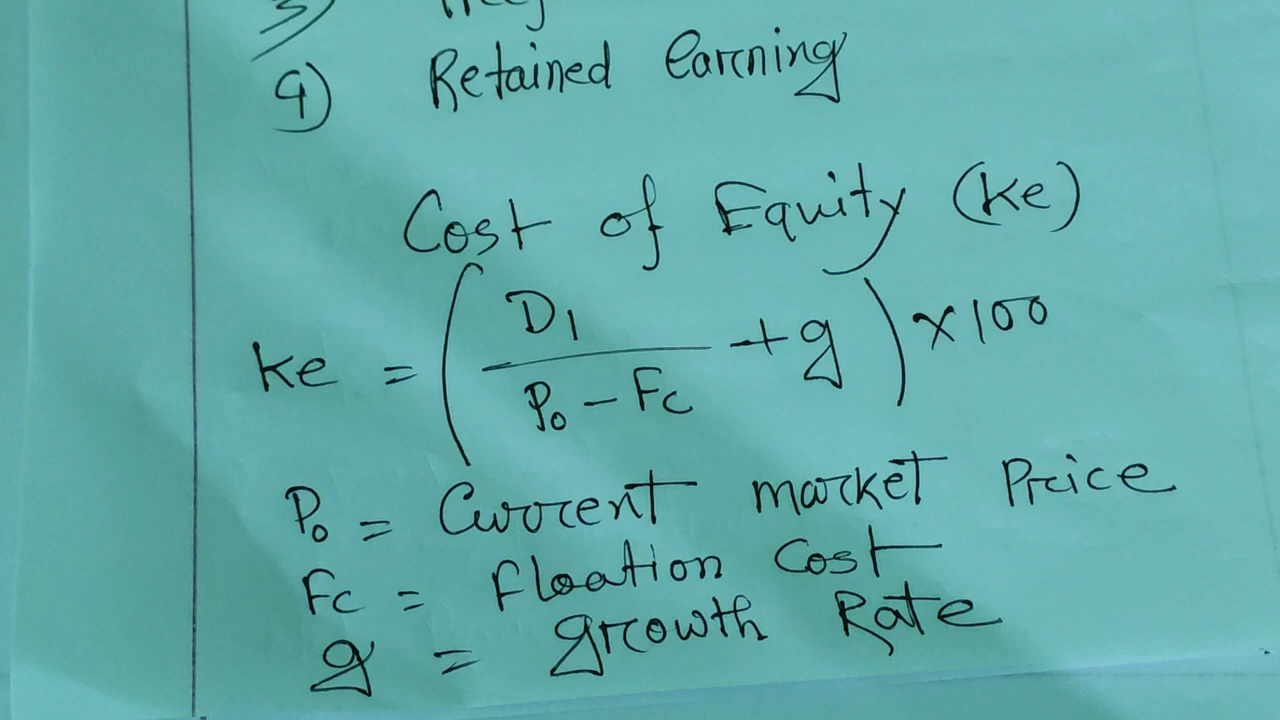 3)
4) Retained earning
Cost of Equity (Ke)
Ke = ( D1 / P0 - Fc + g ) × 100
P0 = Current market Price
Fc = Floation Cost
g = growth Rate